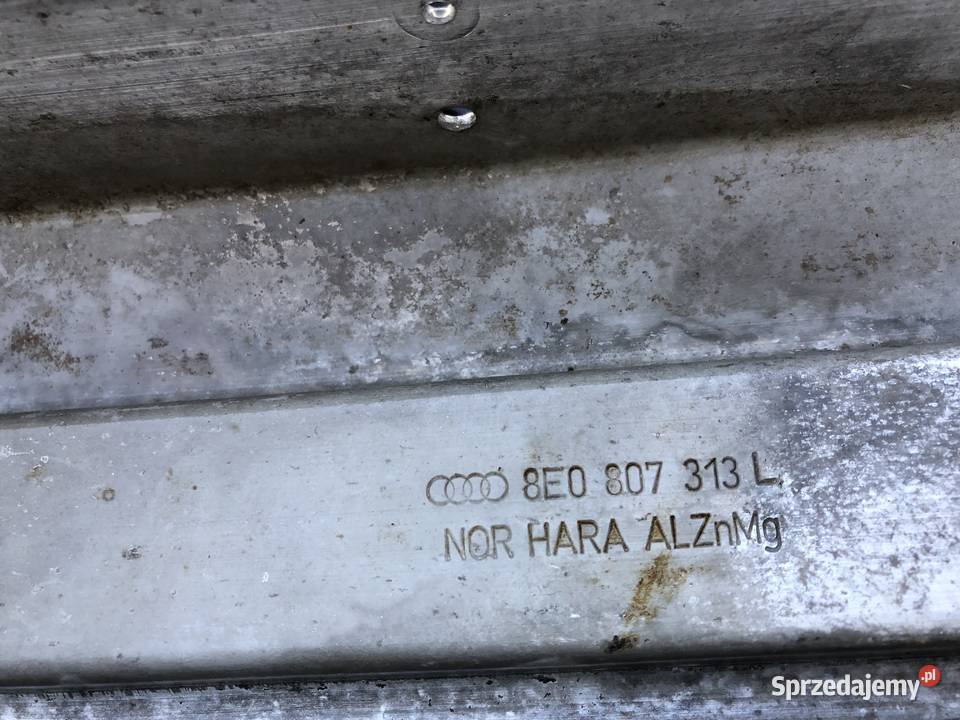 8E0 807 313 L
NOR HARA ALZnMg
Sprzedajemy.pl